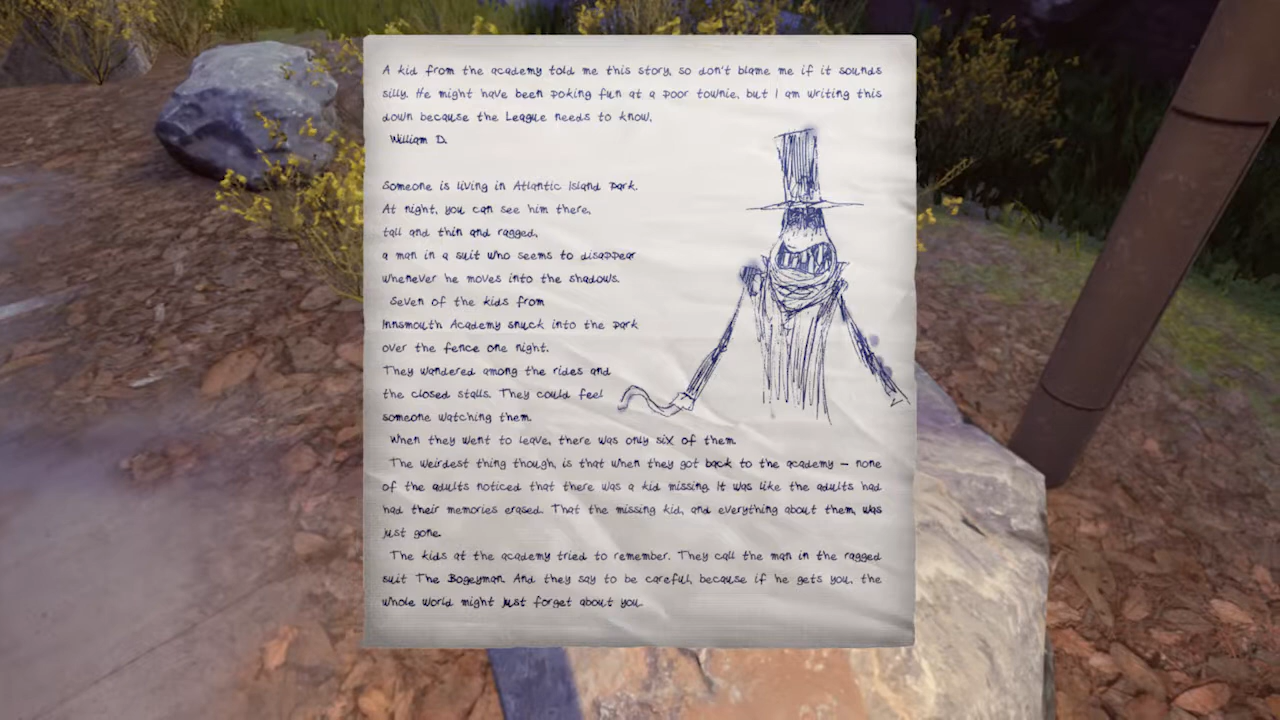 A kid from the academy told me this story, so don't blame me if it sounds
silly. He might have been poking fun at a poor townie, but I am writing this
down because the League needs to know.
William D.
Someone is living in Atlantic Island Park.
At night, you can see him there,
tall and thin and ragged,
a man in a suit who seems to disappear
whenever he moves into the shadows.
Seven of the kids from
Innsmouth Academy snuck into the park
over the fence one night.
They wandered among the rides and
the closed stalls. They could feel
someone watching them.
When they went to leave, there was only six of them.
The weirdest thing though, is that when they got back to the academy – none
of the adults noticed that there was a kid missing. It was like the adults had
had their memories erased. That the missing kid, and everything about them, was
just gone.
The kids at the academy tried to remember. They call the man in the ragged
suit The Bogeyman. And they say to be careful, because if he gets you, the
whole world might just forget about you.